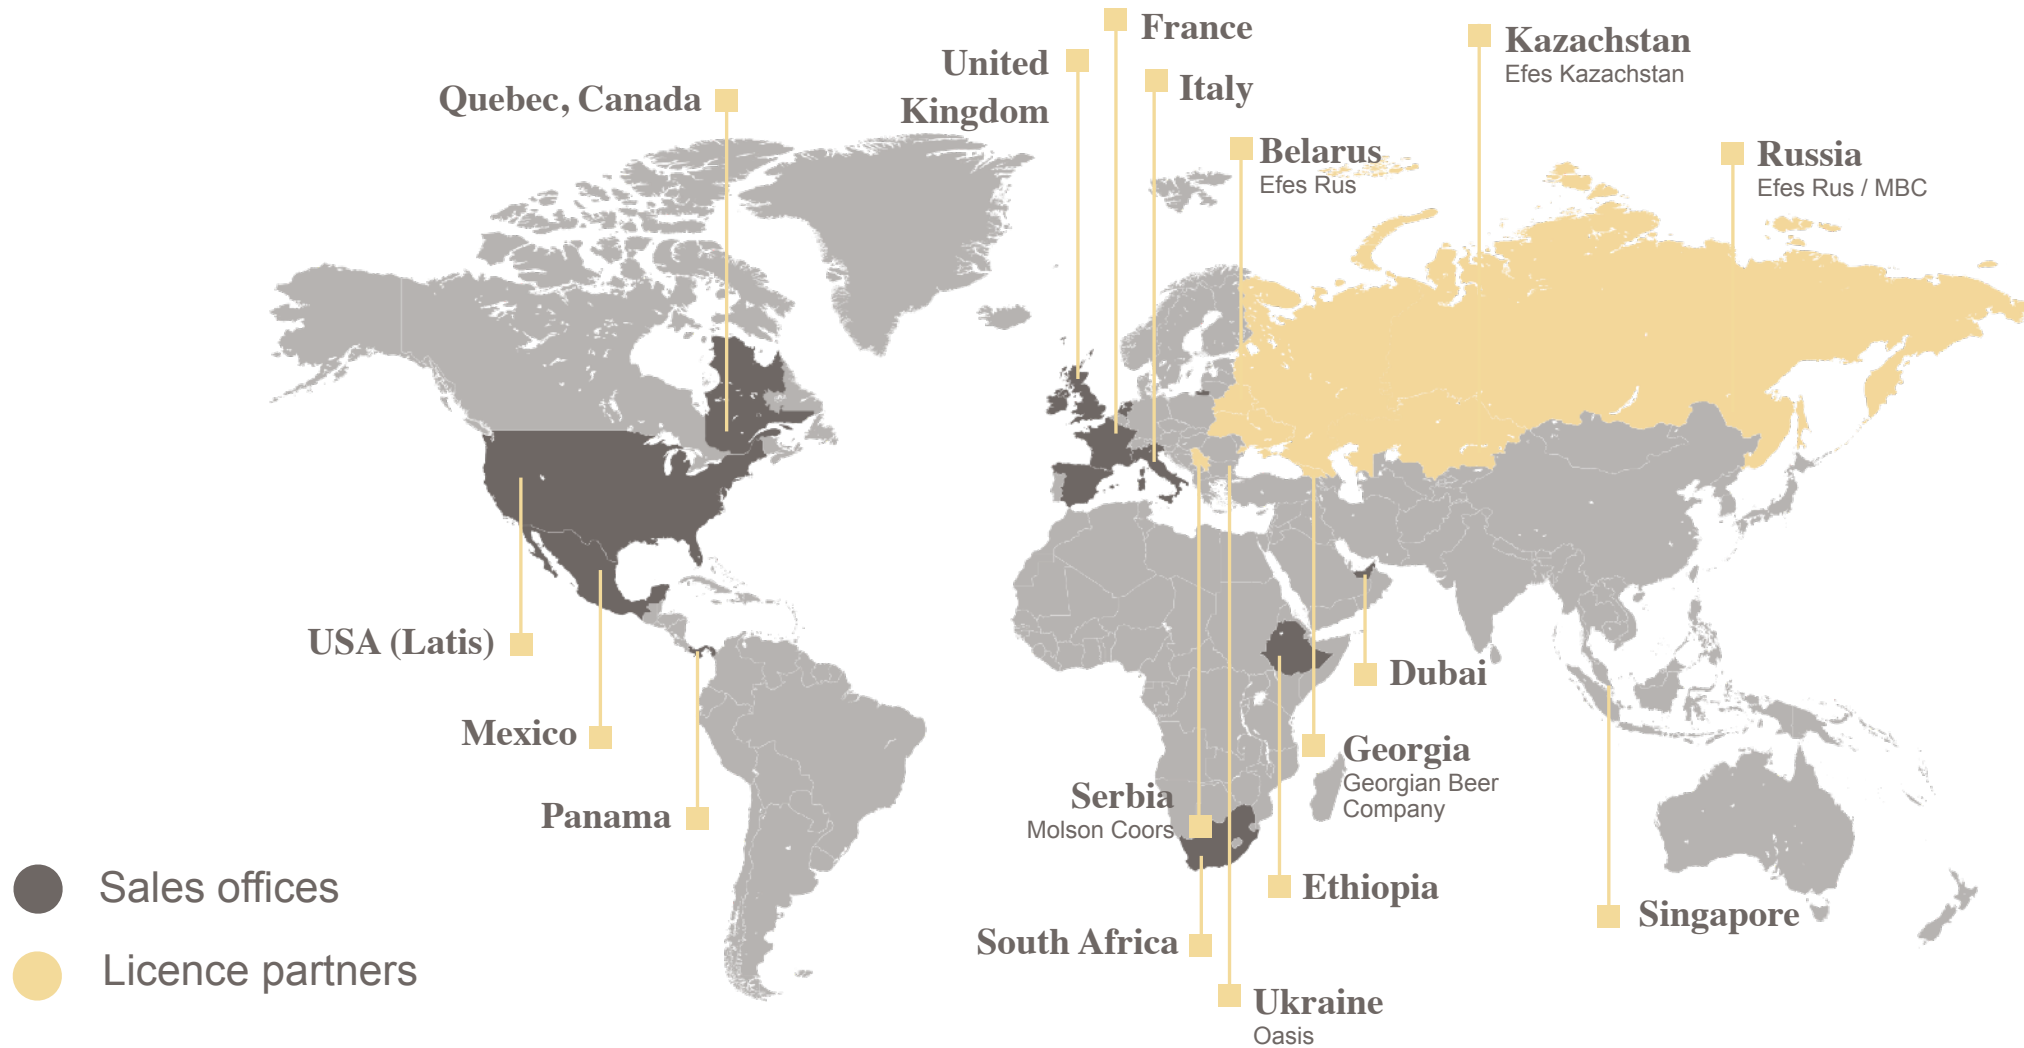 France
Kazachstan
Efes Kazachstan
United
Kingdom
Italy
Quebec, Canada
Belarus
Efes Rus
Russia
Efes Rus / MBC
USA (Latis)
Dubai
Mexico
Georgia
Georgian Beer
Company
Serbia
Molson Coors
Panama
Sales offices
Ethiopia
Singapore
South Africa
Licence partners
Ukraine
Oasis